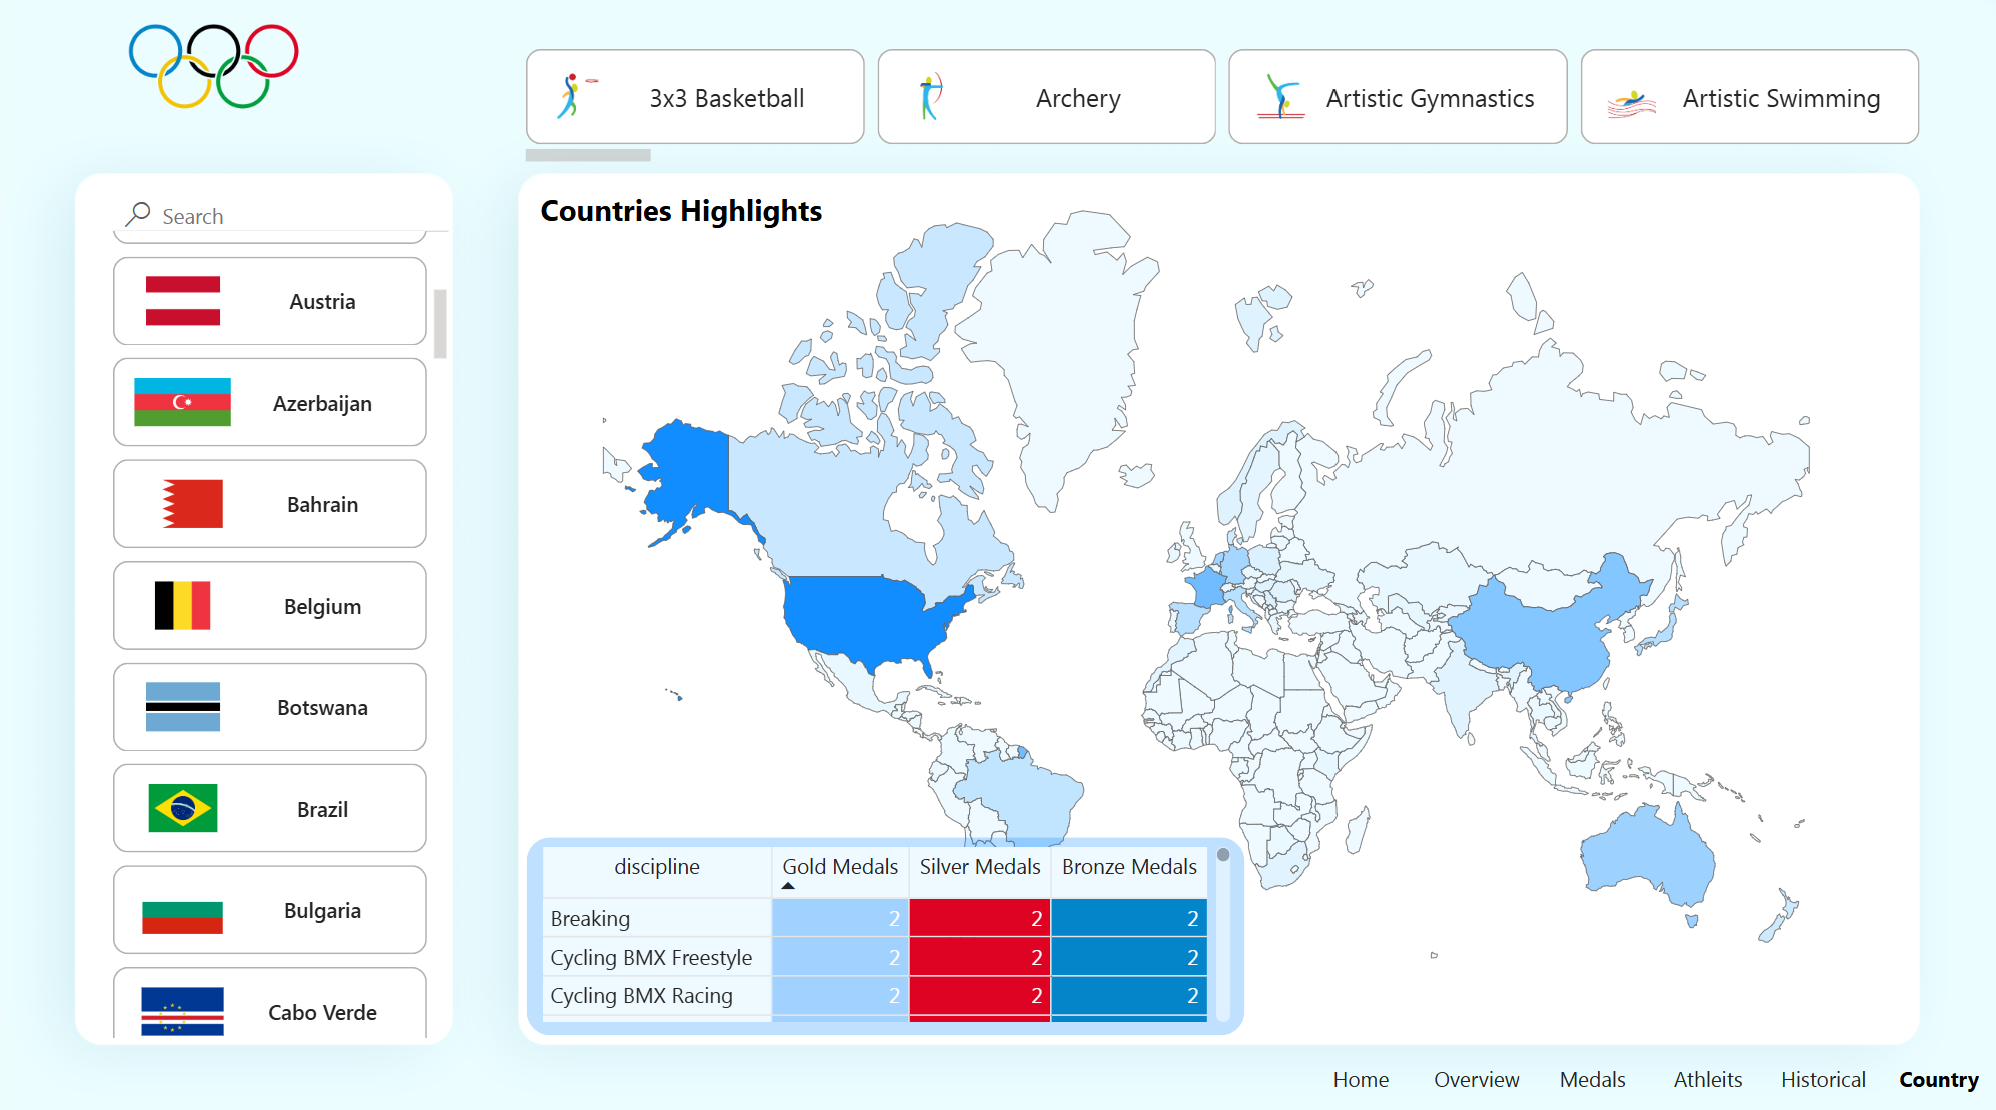 3x3 Basketball
Archery
Artistic Gymnastics
Artistic Swimming
Search
Austria
Azerbaijan
Bahrain
Belgium
Botswana
Brazil
Bulgaria
Cabo Verde
Countries Highlights
discipline Gold Medals Silver Medals Bronze Medals
Breaking 2 2 2
Cycling BMX Freestyle 2 2 2
Cycling BMX Racing 2 2 2
Home Overview Medals Athleits Historical Country